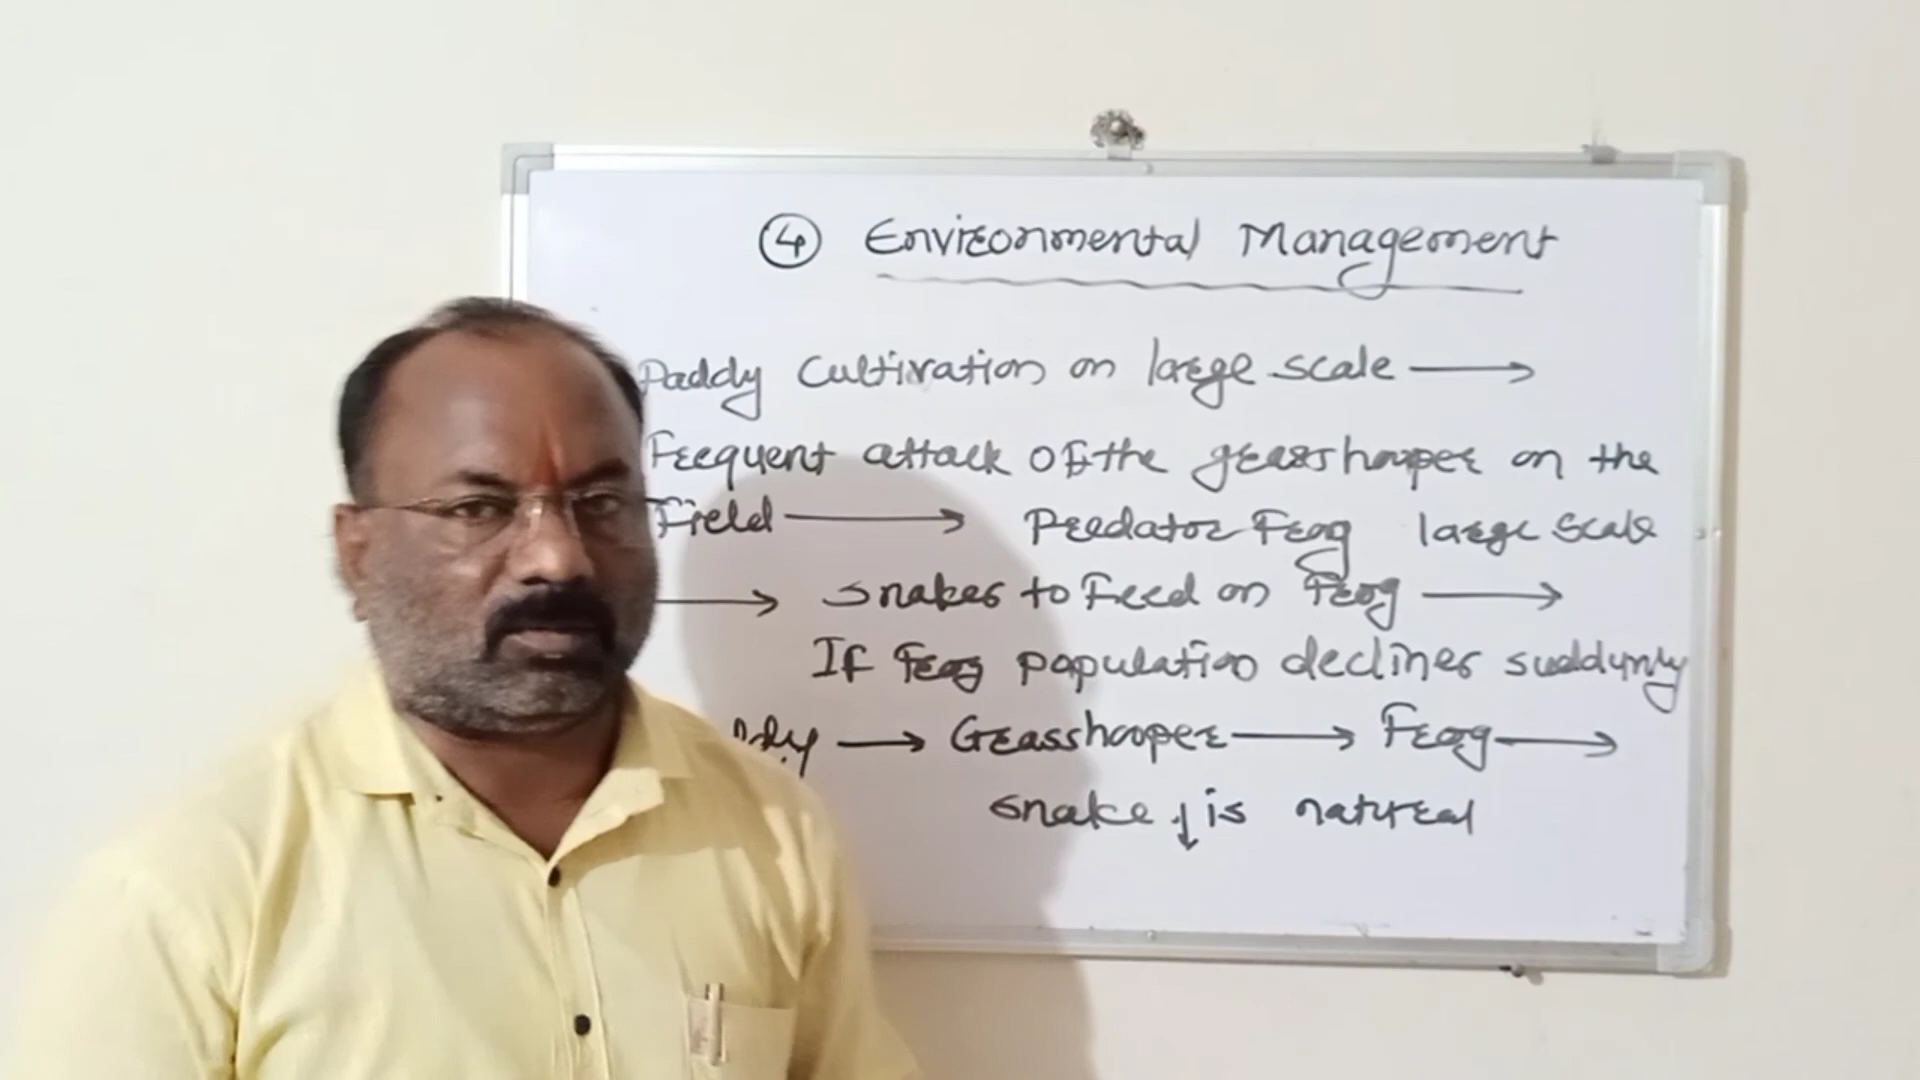 ④ Environmental Management
Paddy Cultivation on large scale →
Frequent attack of the grasshopper on the
Field → Predator Frog large scale
→ snakes to Feed on Frog →
If Frog population declines suddynly
→ Grasshopper → Frog →
snake ↓ is natural